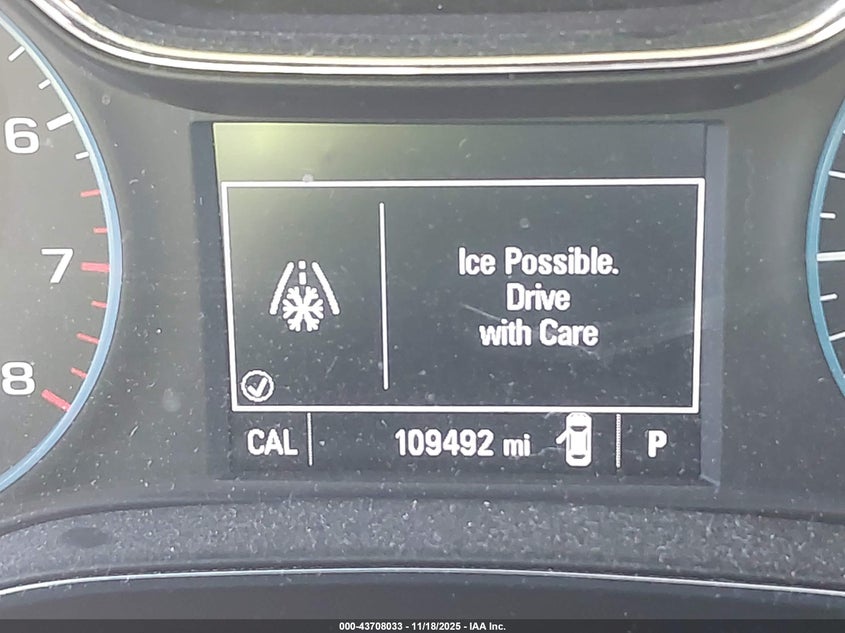 6
7
8
Ice Possible.
Drive
with Care
CAL 109492 mi P
000-43708033 - 11/18/2025 - IAA Inc.